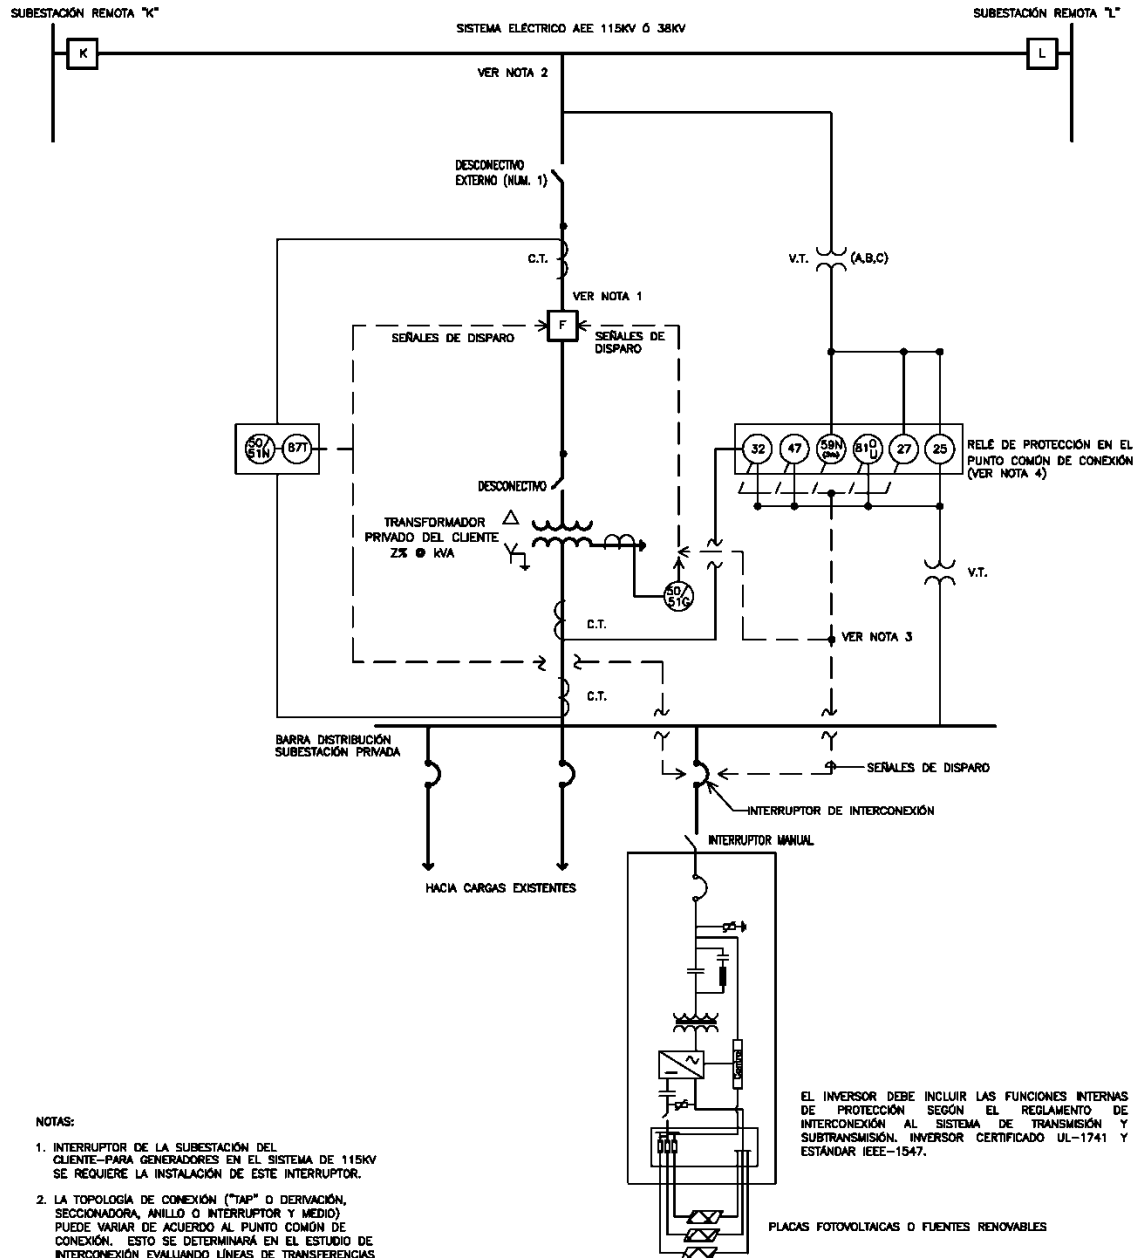 SUBESTACIÓN REMOTA "K"
SUBESTACIÓN REMOTA "L"
SISTEMA ELÉCTRICO AEE 115KV Ó 38KV
K
L
VER NOTA 2
DESCONECTIVO
EXTERNO (NUM. 1)
C.T.
V.T.
(A,B,C)
VER NOTA 1
F
SEÑALES DE DISPARO
SEÑALES DE
DISPARO
50/
51N
87T
32
47
59N
81O
U
27
25
RELÉ DE PROTECCIÓN EN EL
PUNTO COMÚN DE CONEXIÓN
(VER NOTA 4)
DESCONECTIVO
TRANSFORMADOR
PRIVADO DEL CLIENTE
Z% @ kVA
V.T.
50/
51G
C.T.
VER NOTA 3
C.T.
BARRA DISTRIBUCIÓN
SUBESTACIÓN PRIVADA
SEÑALES DE DISPARO
INTERRUPTOR DE INTERCONEXIÓN
INTERRUPTOR MANUAL
HACIA CARGAS EXISTENTES
Control
EL INVERSOR DEBE INCLUIR LAS FUNCIONES INTERNAS
DE PROTECCIÓN SEGÚN EL REGLAMENTO DE
INTERCONEXIÓN AL SISTEMA DE TRANSMISIÓN Y
SUBTRANSMISIÓN. INVERSOR CERTIFICADO UL-1741 Y
ESTÁNDAR IEEE-1547.
PLACAS FOTOVOLTAICAS O FUENTES RENOVABLES
NOTAS:
1. INTERRUPTOR DE LA SUBESTACIÓN DEL
CLIENTE-PARA GENERADORES EN EL SISTEMA DE 115KV
SE REQUIERE LA INSTALACIÓN DE ESTE INTERRUPTOR.
2. LA TOPOLOGÍA DE CONEXIÓN ("TAP" O DERIVACIÓN,
SECCIONADORA, ANILLO O INTERRUPTOR Y MEDIO)
PUEDE VARIAR DE ACUERDO AL PUNTO COMÚN DE
CONEXIÓN. ESTO SE DETERMINARÁ EN EL ESTUDIO DE
INTERCONEXIÓN EVALUANDO LÍNEAS DE TRANSFERENCIAS